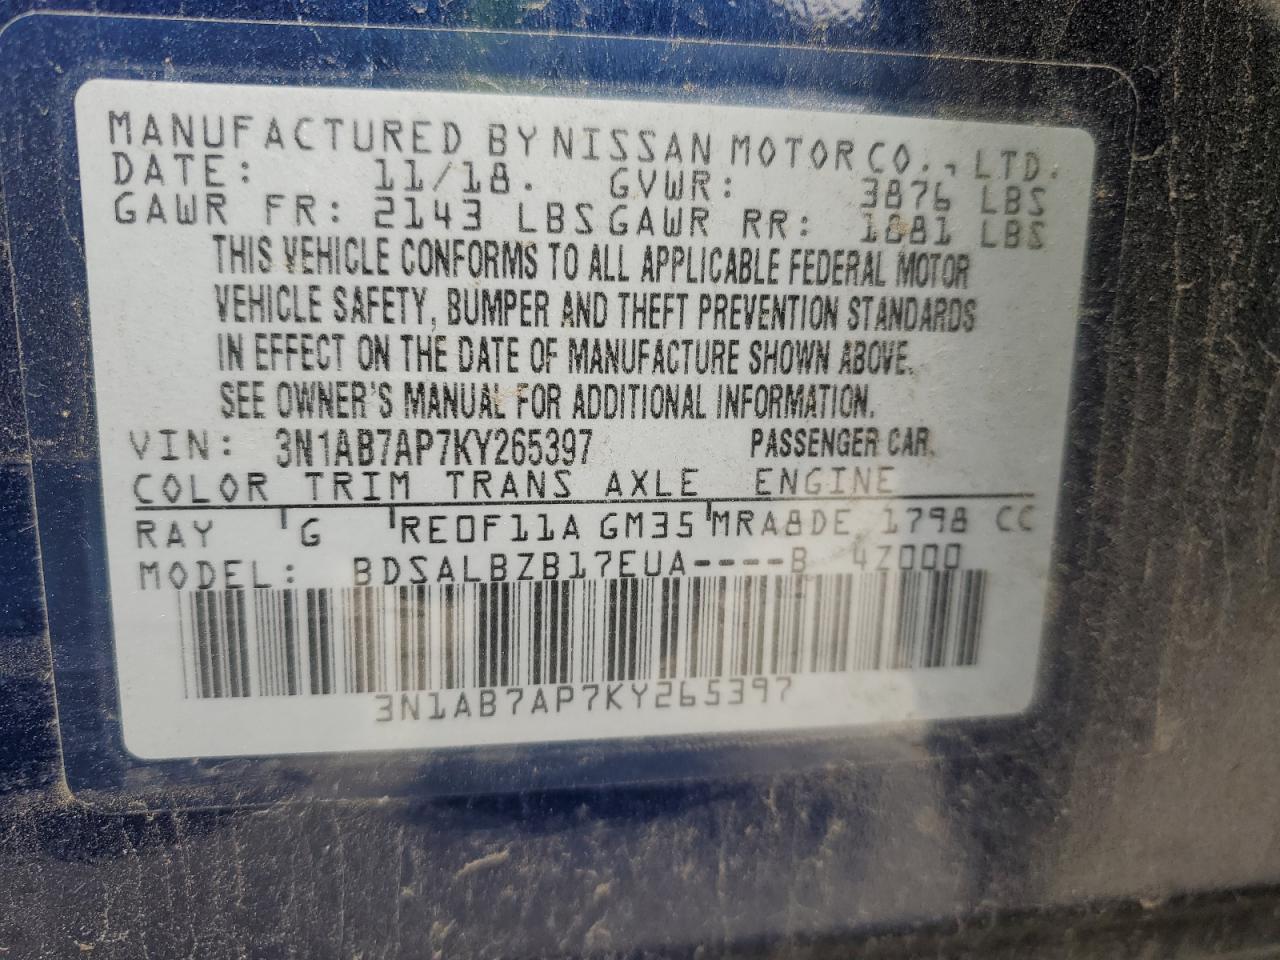 MANUFACTURED BY NISSAN MOTOR CO., LTD.
DATE: 11/18. GVWR: 3876 LBS
GAWR FR: 2143 LBS GAWR RR: 1881 LBS
THIS VEHICLE CONFORMS TO ALL APPLICABLE FEDERAL MOTOR
VEHICLE SAFETY, BUMPER AND THEFT PREVENTION STANDARDS
IN EFFECT ON THE DATE OF MANUFACTURE SHOWN ABOVE.
SEE OWNER'S MANUAL FOR ADDITIONAL INFORMATION.
VIN: 3N1AB7AP7KY265397 PASSENGER CAR.
COLOR TRIM TRANS AXLE ENGINE
RAY G RE0F11A GM35 MRA8DE 1798 CC
MODEL: BDSALBZB17EUA----B 4Z000
3N1AB7AP7KY265397